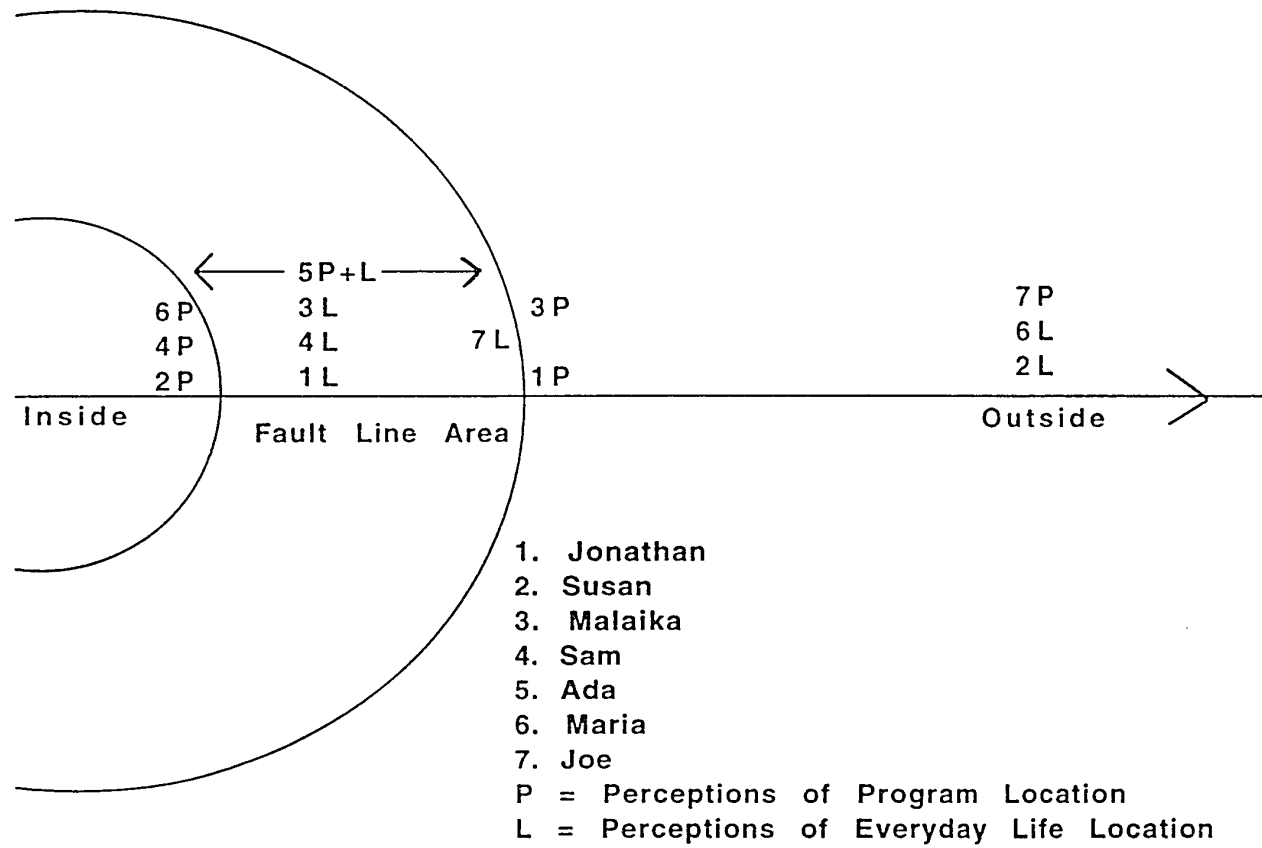 5P+L
6P 3L 3P 7P
4P 4L 7L 6L
2P 1L 1P 2L
Inside Outside
Fault Line Area
1. Jonathan
2. Susan
3. Malaika
4. Sam
5. Ada
6. Maria
7. Joe
P = Perceptions of Program Location
L = Perceptions of Everyday Life Location